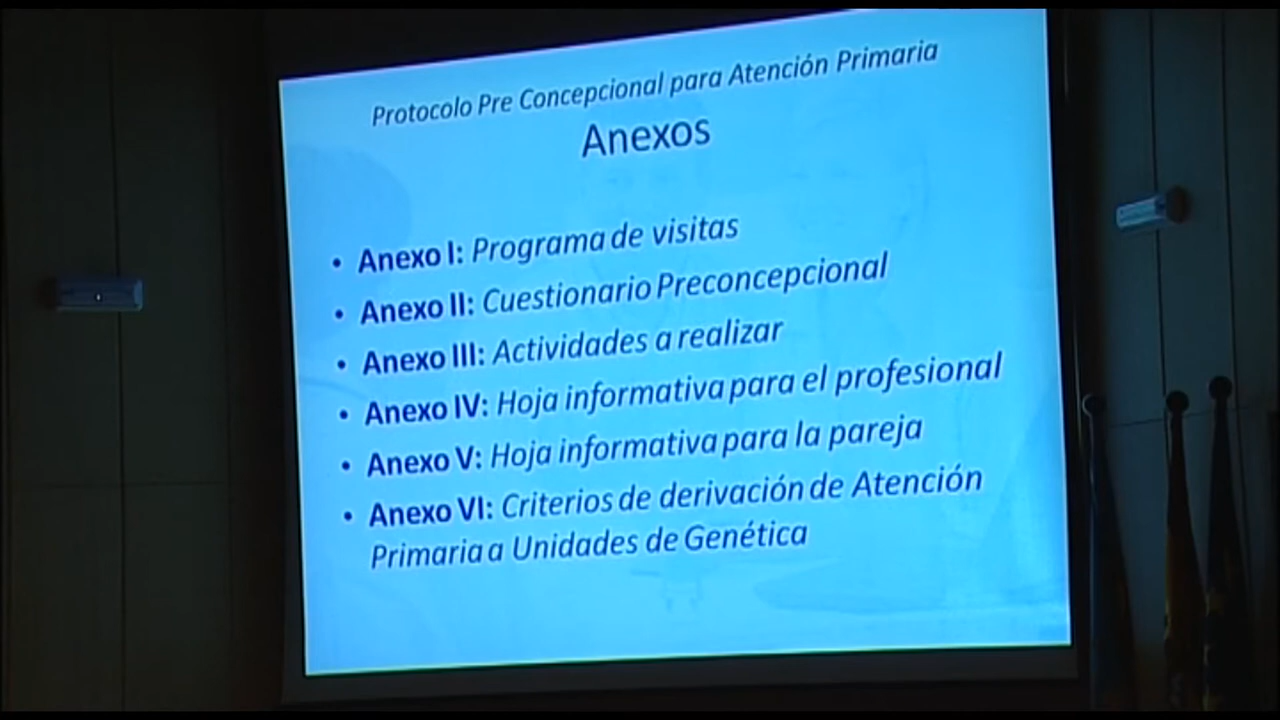 Protocolo Pre Concepcional para Atención Primaria
Anexos
• Anexo I: Programa de visitas
• Anexo II: Cuestionario Preconcepcional
• Anexo III: Actividades a realizar
• Anexo IV: Hoja informativa para el profesional
• Anexo V: Hoja informativa para la pareja
• Anexo VI: Criterios de derivación de Atención
Primaria a Unidades de Genética